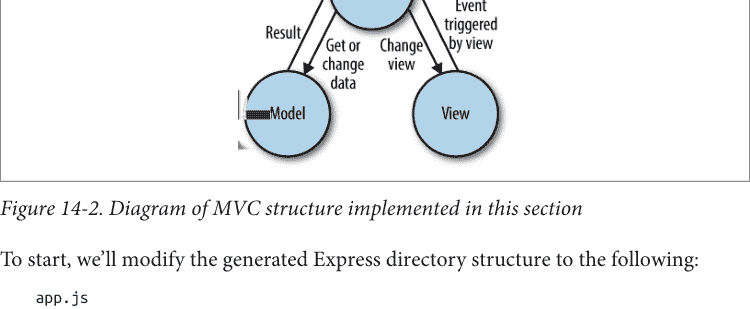 Event
triggered
by view
Result
Get or
change
data
Change
view
Model
View
Figure 14-2. Diagram of MVC structure implemented in this section
To start, we’ll modify the generated Express directory structure to the following:
app.js